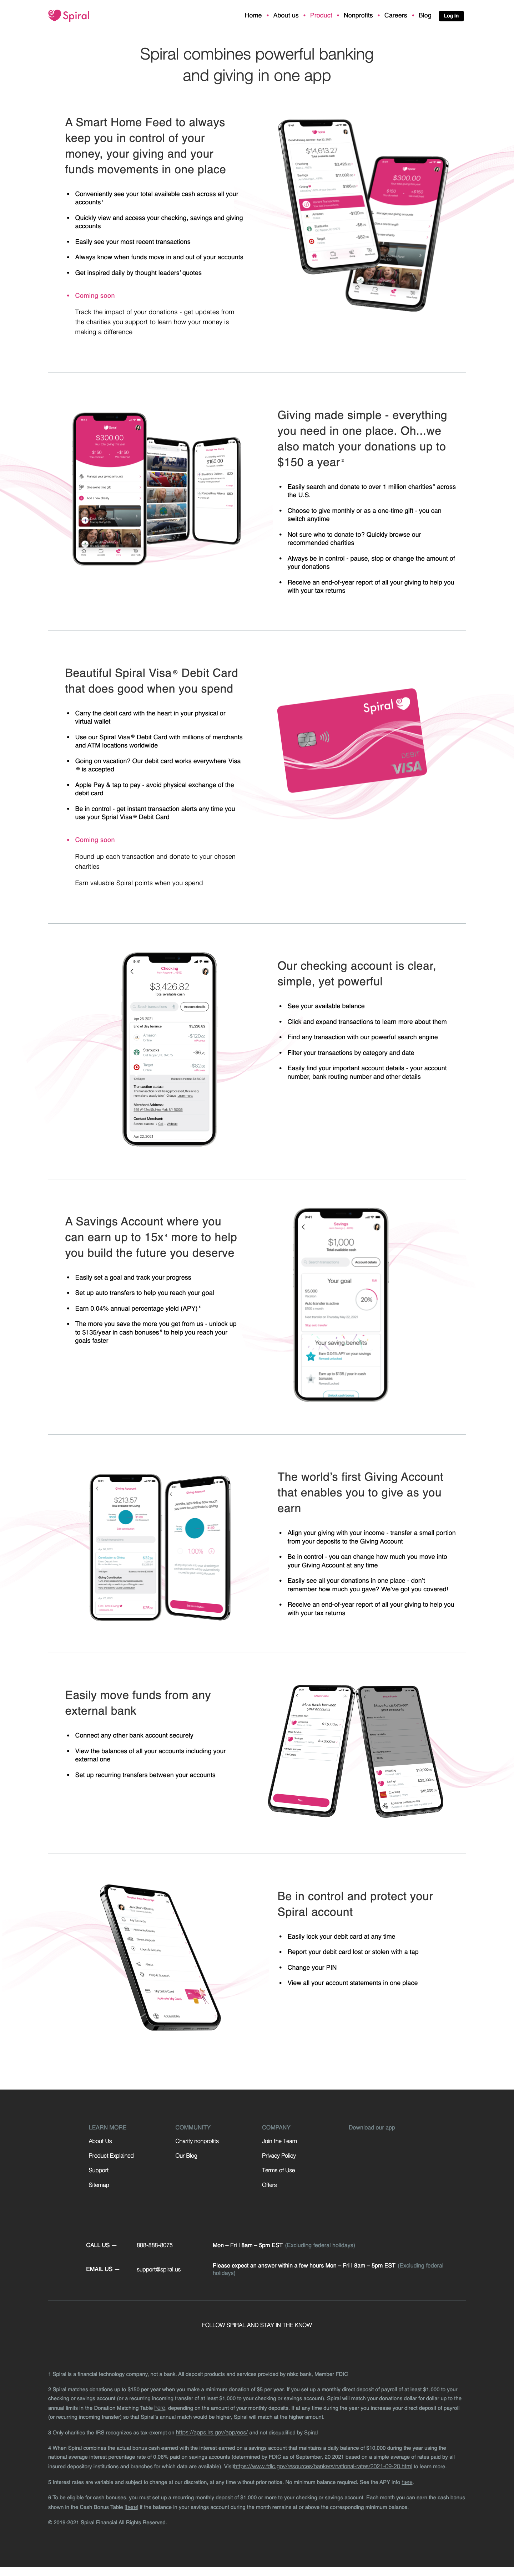 Spiral
Home • About us • Product • Nonprofits • Careers • Blog
Log in
Spiral combines powerful banking
and giving in one app
A Smart Home Feed to always
keep you in control of your
money, your giving and your
funds movements in one place
• Conveniently see your total available cash across all your
accounts¹
• Quickly view and access your checking, savings and giving
accounts
• Easily see your most recent transactions
• Always know when funds move in and out of your accounts
• Get inspired daily by thought leaders' quotes
• Coming soon
Track the impact of your donations - get updates from
the charities you support to learn how your money is
making a difference
$14,613.27
$300.00
Giving made simple - everything
you need in one place. Oh...we
also match your donations up to
$150 a year²
• Easily search and donate to over 1 million charities³ across
the U.S.
• Choose to give monthly or as a one-time gift - you can
switch anytime
• Not sure who to donate to? Quickly browse our
recommended charities
• Always be in control - pause, stop or change the amount of
your donations
• Receive an end-of-year report of all your giving to help you
with your tax returns
$300.00
$150.00
Beautiful Spiral Visa® Debit Card
that does good when you spend
• Carry the debit card with the heart in your physical or
virtual wallet
• Use our Spiral Visa® Debit Card with millions of merchants
and ATM locations worldwide
• Going on vacation? Our debit card works everywhere Visa
® is accepted
• Apple Pay & tap to pay - avoid physical exchange of the
debit card
• Be in control - get instant transaction alerts any time you
use your Sprial Visa® Debit Card
• Coming soon
Round up each transaction and donate to your chosen
charities
Earn valuable Spiral points when you spend
Spiral
DEBIT
VISA
Our checking account is clear,
simple, yet powerful
• See your available balance
• Click and expand transactions to learn more about them
• Find any transaction with our powerful search engine
• Filter your transactions by category and date
• Easily find your important account details - your account
number, bank routing number and other details
Checking
$3,426.82
Total available cash
Search transactions
Account details
Apr 26, 2021
End of day balance
Starbucks
Target
Transaction status:
Merchant Address:
Contact Merchant
Apr 22, 2021
A Savings Account where you
can earn up to 15x⁴ more to help
you build the future you deserve
• Easily set a goal and track your progress
• Set up auto transfers to help you reach your goal
• Earn 0.04% annual percentage yield (APY)⁵
• The more you save the more you get from us - unlock up
to $135/year in cash bonuses⁶ to help you reach your
goals faster
Savings
$1,000
Total available cash
Account details
Your goal
$5,000
20%
Your saving benefits
The world's first Giving Account
that enables you to give as you
earn
• Align your giving with your income - transfer a small portion
from your deposits to the Giving Account
• Be in control - you can change how much you move into
your Giving Account at any time
• Easily see all your donations in one place - don't
remember how much you gave? We've got you covered!
• Receive an end-of-year report of all your giving to help you
with your tax returns
Giving Account
$213.57
1.00%
Easily move funds from any
external bank
• Connect any other bank account securely
• View the balances of all your accounts including your
external one
• Set up recurring transfers between your accounts
Move funds between
your accounts
Be in control and protect your
Spiral account
• Easily lock your debit card at any time
• Report your debit card lost or stolen with a tap
• Change your PIN
• View all your account statements in one place
LEARN MORE
About Us
Product Explained
Support
Sitemap
COMMUNITY
Charity nonprofits
Our Blog
COMPANY
Join the Team
Privacy Policy
Terms of Use
Offers
Download our app
CALL US —
888-888-8075
Mon – Fri | 8am – 5pm EST (Excluding federal holidays)
EMAIL US —
support@spiral.us
Please expect an answer within a few hours Mon – Fri | 8am – 5pm EST (Excluding federal
holidays)
FOLLOW SPIRAL AND STAY IN THE KNOW
1 Spiral is a financial technology company, not a bank. All deposit products and services provided by nbkc bank, Member FDIC
2 Spiral matches donations up to $150 per year when you make a minimum donation of $5 per year. If you set up a monthly direct deposit of payroll of at least $1,000 to your
checking or savings account (or a recurring incoming transfer of at least $1,000 to your checking or savings account). Spiral will match your donations dollar for dollar up to the
annual limits in the Donation Matching Table here, depending on the amount of your monthly deposits. If at any time during the year you increase your direct deposit of payroll
(or recurring incoming transfer) so that Spiral's annual match would be higher, Spiral will match at the higher amount.
3 Only charities the IRS recognizes as tax-exempt on https://apps.irs.gov/app/eos/ and not disqualified by Spiral
4 When Spiral combines the actual bonus cash earned with the interest earned on a savings account that maintains a daily balance of $10,000 during the year using the
national average interest percentage rate of 0.06% paid on savings accounts (determined by FDIC as of September, 20 2021 based on a simple average of rates paid by all
insured depository institutions and branches for which data are available). Visithttps://www.fdic.gov/resources/bankers/national-rates/2021-09-20.html to learn more.
5 Interest rates are variable and subject to change at our discretion, at any time without prior notice. No minimum balance required. See the APY info here.
6 To be eligible for cash bonuses, you must set up a recurring monthly deposit of $1,000 or more to your checking or savings account. Each month you can earn the cash bonus
shown in the Cash Bonus Table (here) if the balance in your savings account during the month remains at or above the corresponding minimum balance.
© 2019-2021 Spiral Financial All Rights Reserved.